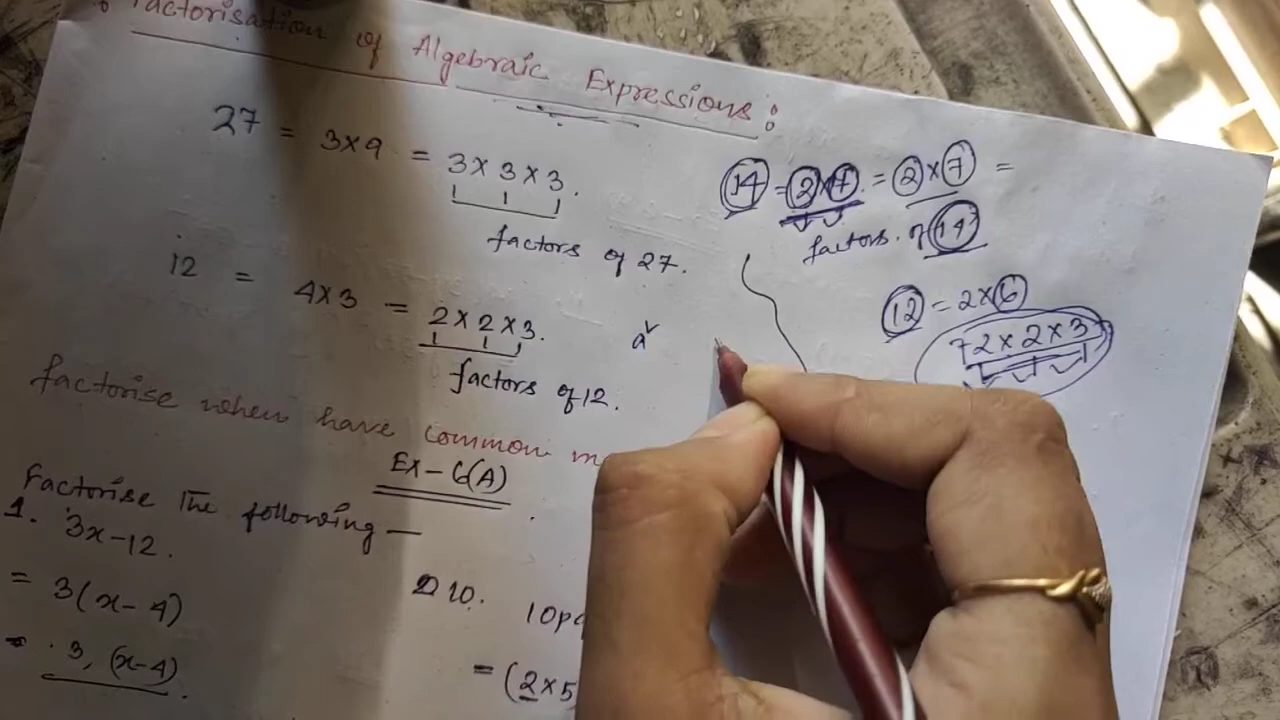 Factorisation of Algebraic Expressions:
27 = 3×9 = 3×3×3.
factors of 27.
12 = 4×3 = 2×2×3.
factors of 12.
a
14 = 2×7 = 2×7 =
factors. of 14
12 = 2×6
72×2×3
factorise when have common
Ex-6(A)
Factorise The following—
1. 3x-12.
= 3(x-4)
3, (x-4).
10.
10p
= (2×5